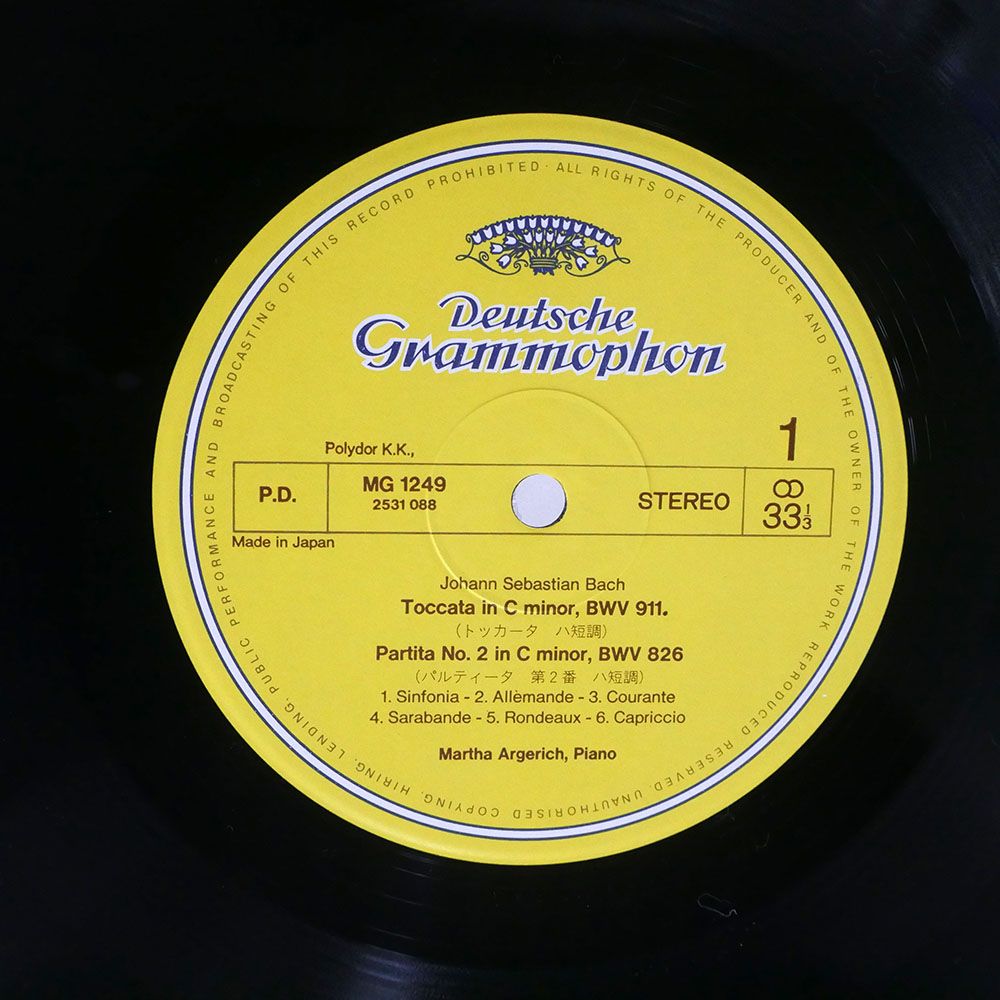 ALL RIGHTS OF THE PRODUCER AND OF THE OWNER OF THE WORK REPRODUCED RESERVED. UNAUTHORISED COPYING, HIRING, LENDING, PUBLIC PERFORMANCE AND BROADCASTING OF THIS RECORD PROHIBITED ·
Deutsche
Grammophon
1
Polydor K.K.,
P.D.
MG 1249
2531 088
STEREO
33 1/3
Made in Japan
Johann Sebastian Bach
Toccata in C minor, BWV 911.
(トッカータ ハ短調)
Partita No. 2 in C minor, BWV 826
(パルティータ 第2番 ハ短調)
1. Sinfonia - 2. Allemande - 3. Courante
4. Sarabande - 5. Rondeaux - 6. Capriccio
Martha Argerich, Piano